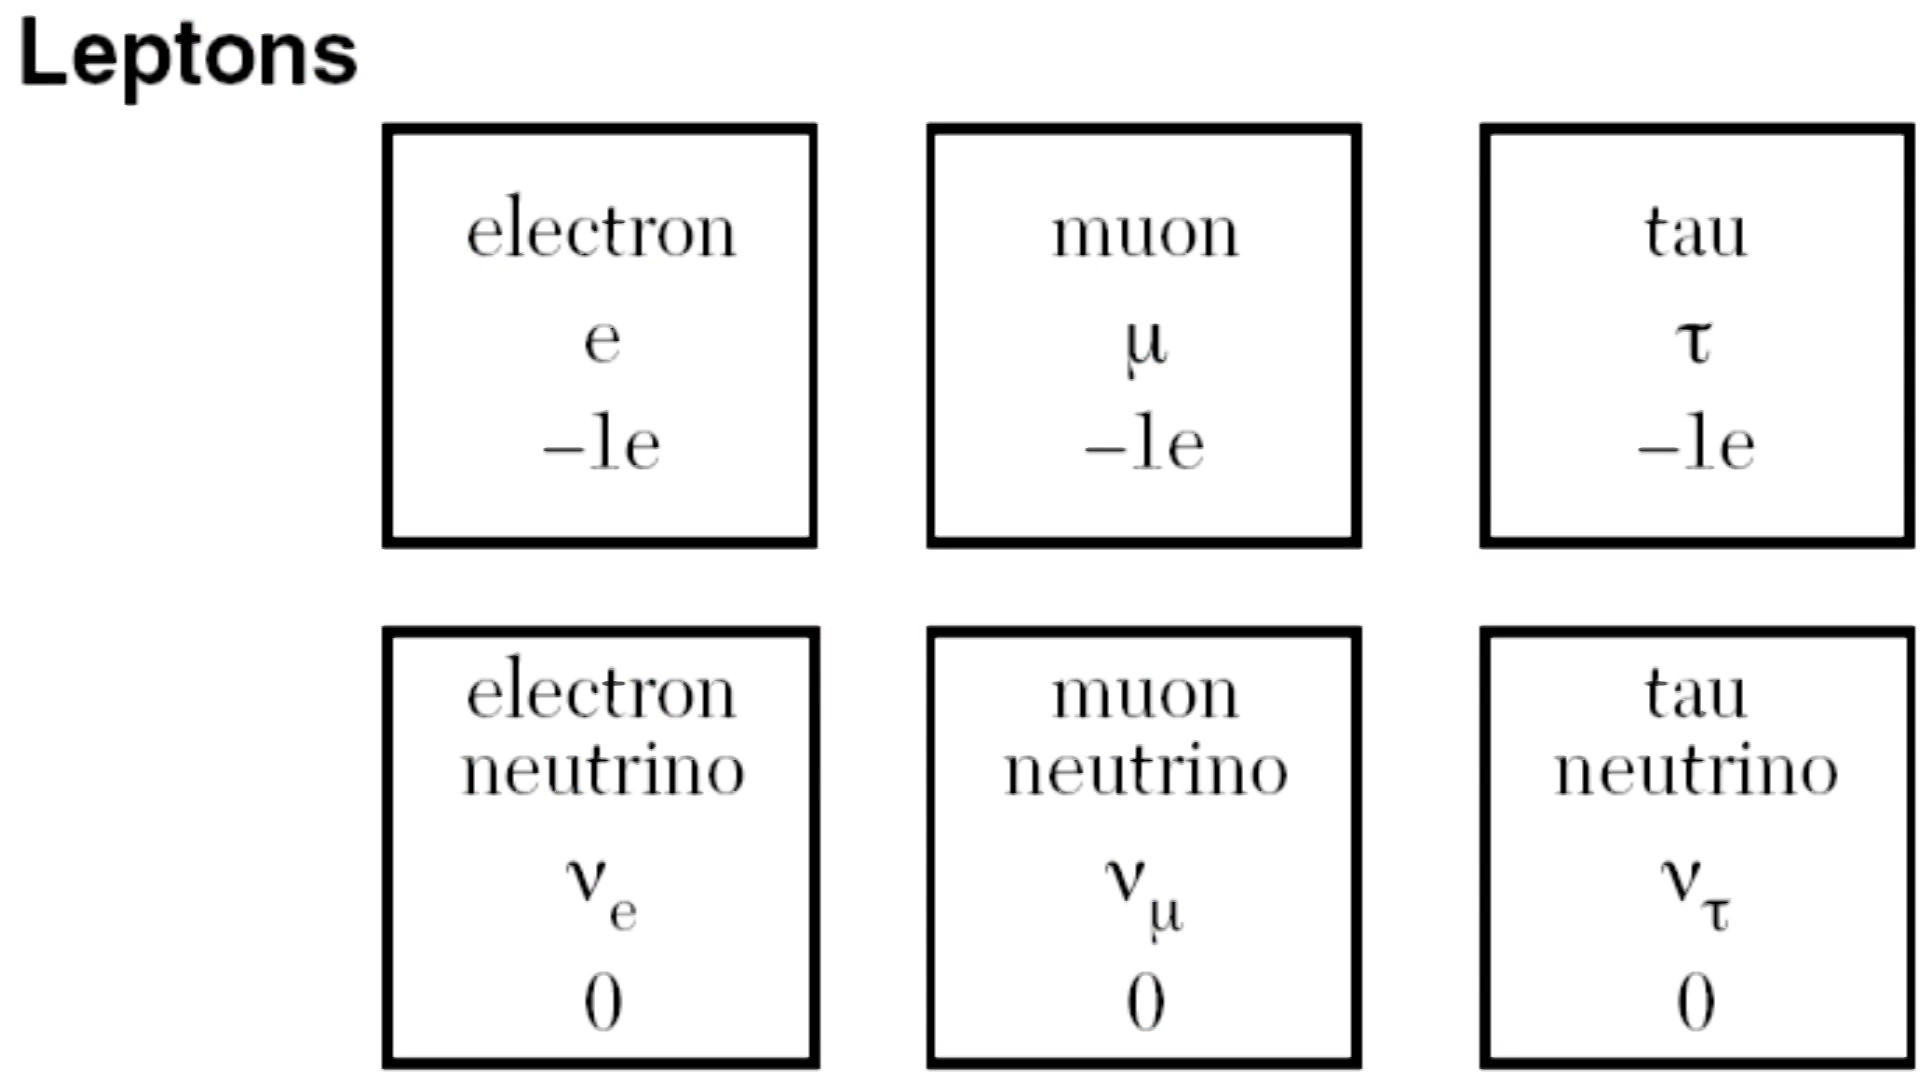 Leptons
electron
e
–1e
muon
μ
–1e
tau
τ
–1e
electron
neutrino
νe
0
muon
neutrino
νμ
0
tau
neutrino
ντ
0